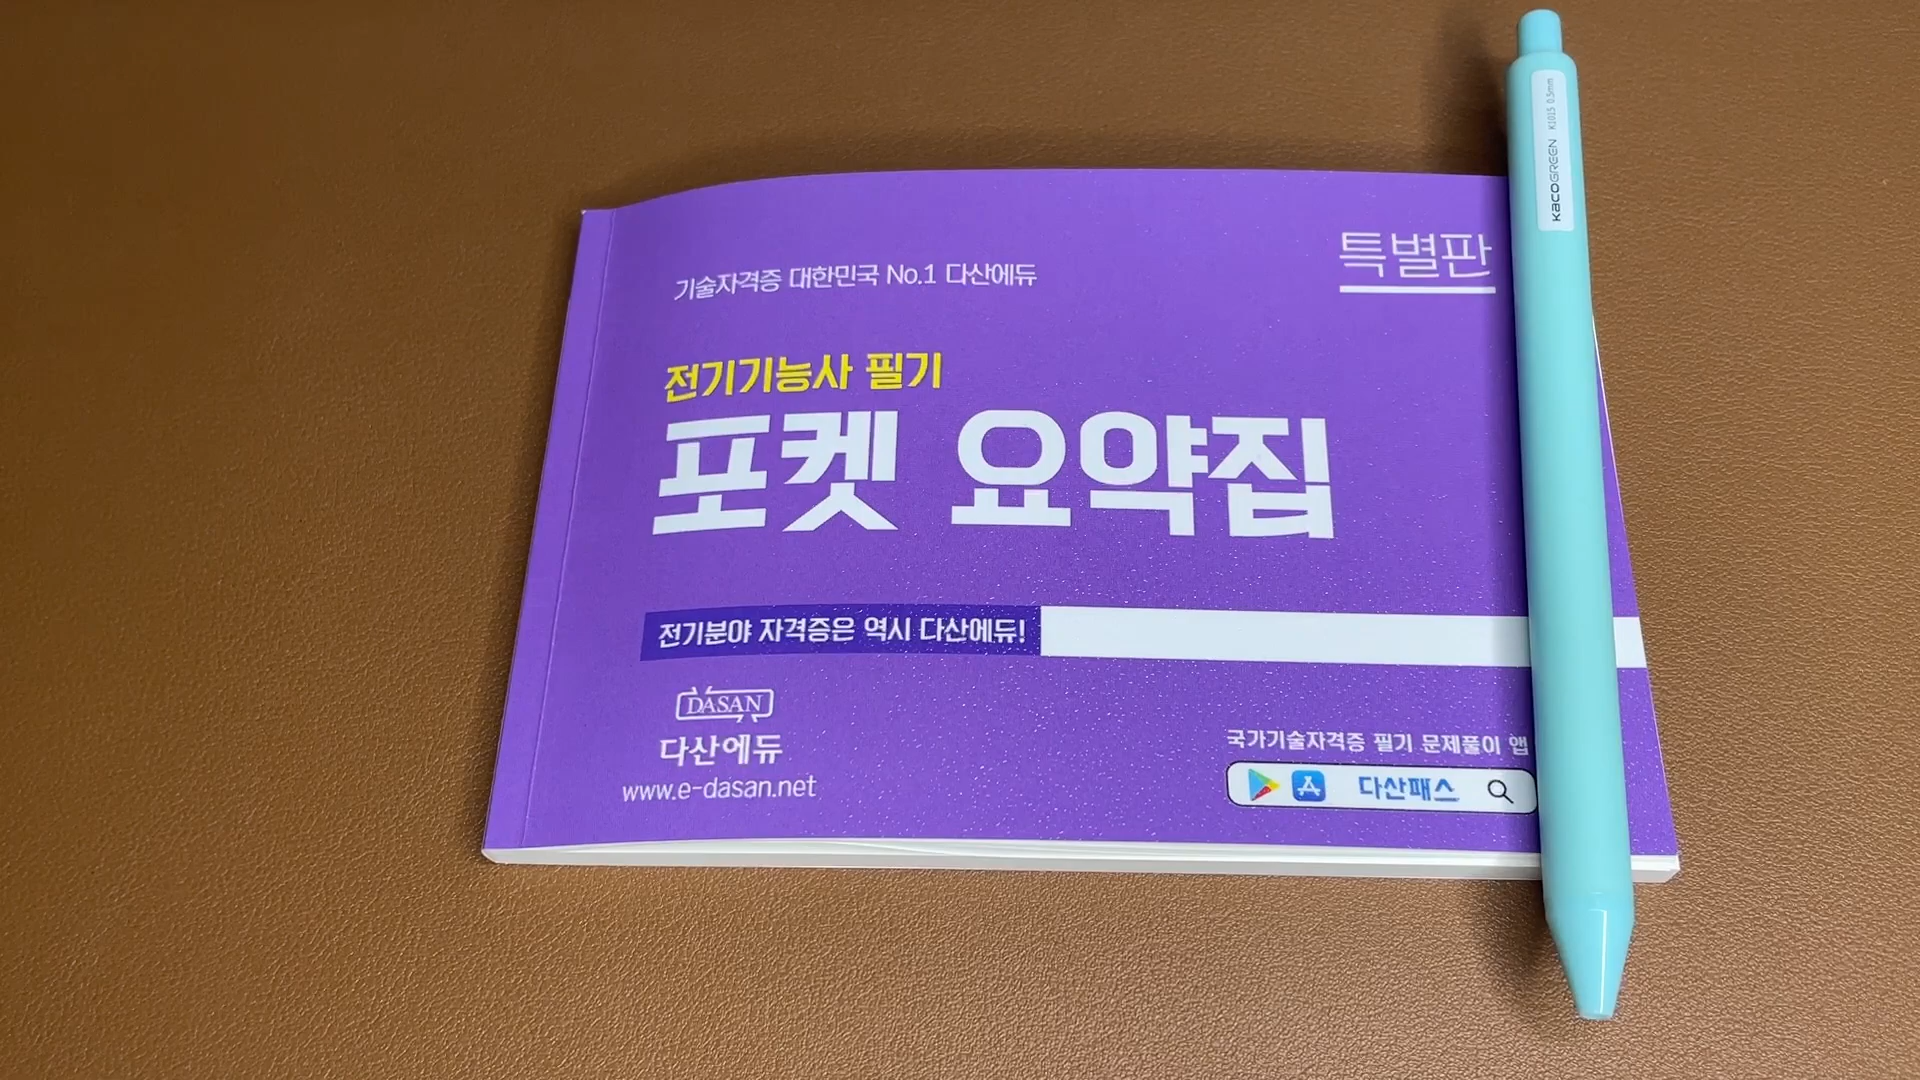 KACOGREEN K1015 0.5mm
특별판
기술자격증 대한민국 No.1 다산에듀
전기기능사 필기
포켓 요약집
전기분야 자격증은 역시 다산에듀!
DASAN
다산에듀
www.e-dasan.net
국가기술자격증 필기 문제풀이 앱
다산패스